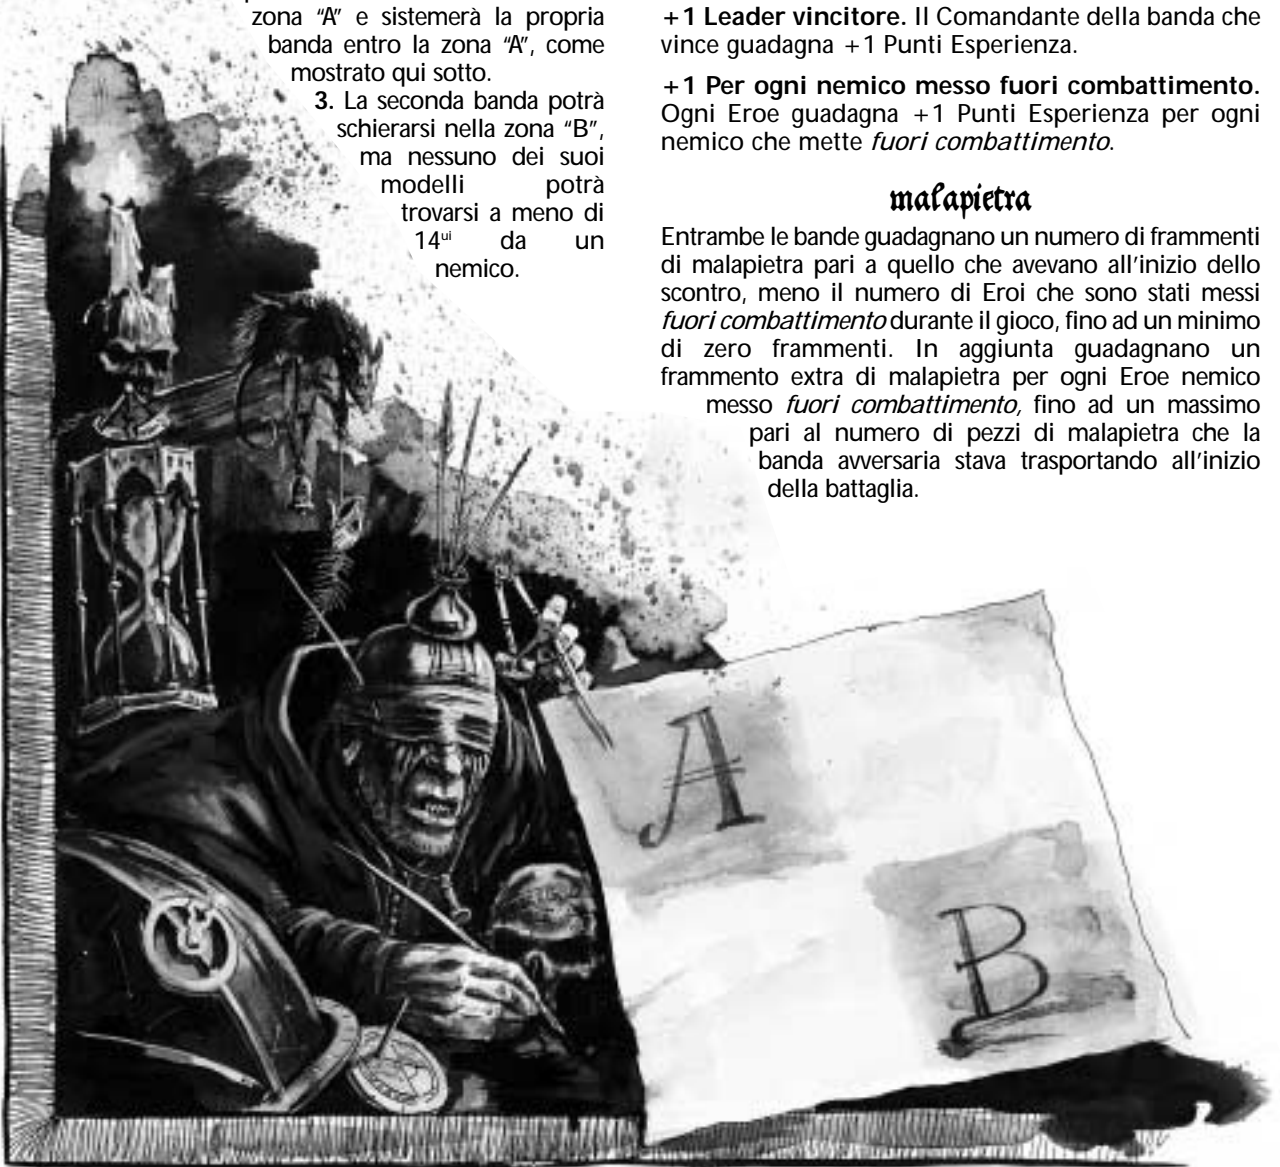 zona “A” e sistemerà la propria
banda entro la zona “A”, come
mostrato qui sotto.
3. La seconda banda potrà
schierarsi nella zona “B”,
ma nessuno dei suoi
modelli potrà
trovarsi a meno di
14ui da un
nemico.
+1 Leader vincitore. Il Comandante della banda che
vince guadagna +1 Punti Esperienza.
+1 Per ogni nemico messo fuori combattimento.
Ogni Eroe guadagna +1 Punti Esperienza per ogni
nemico che mette fuori combattimento.
malapietra
Entrambe le bande guadagnano un numero di frammenti
di malapietra pari a quello che avevano all’inizio dello
scontro, meno il numero di Eroi che sono stati messi
fuori combattimento durante il gioco, fino ad un minimo
di zero frammenti. In aggiunta guadagnano un
frammento extra di malapietra per ogni Eroe nemico
messo fuori combattimento, fino ad un massimo
pari al numero di pezzi di malapietra che la
banda avversaria stava trasportando all’inizio
della battaglia.
A
B